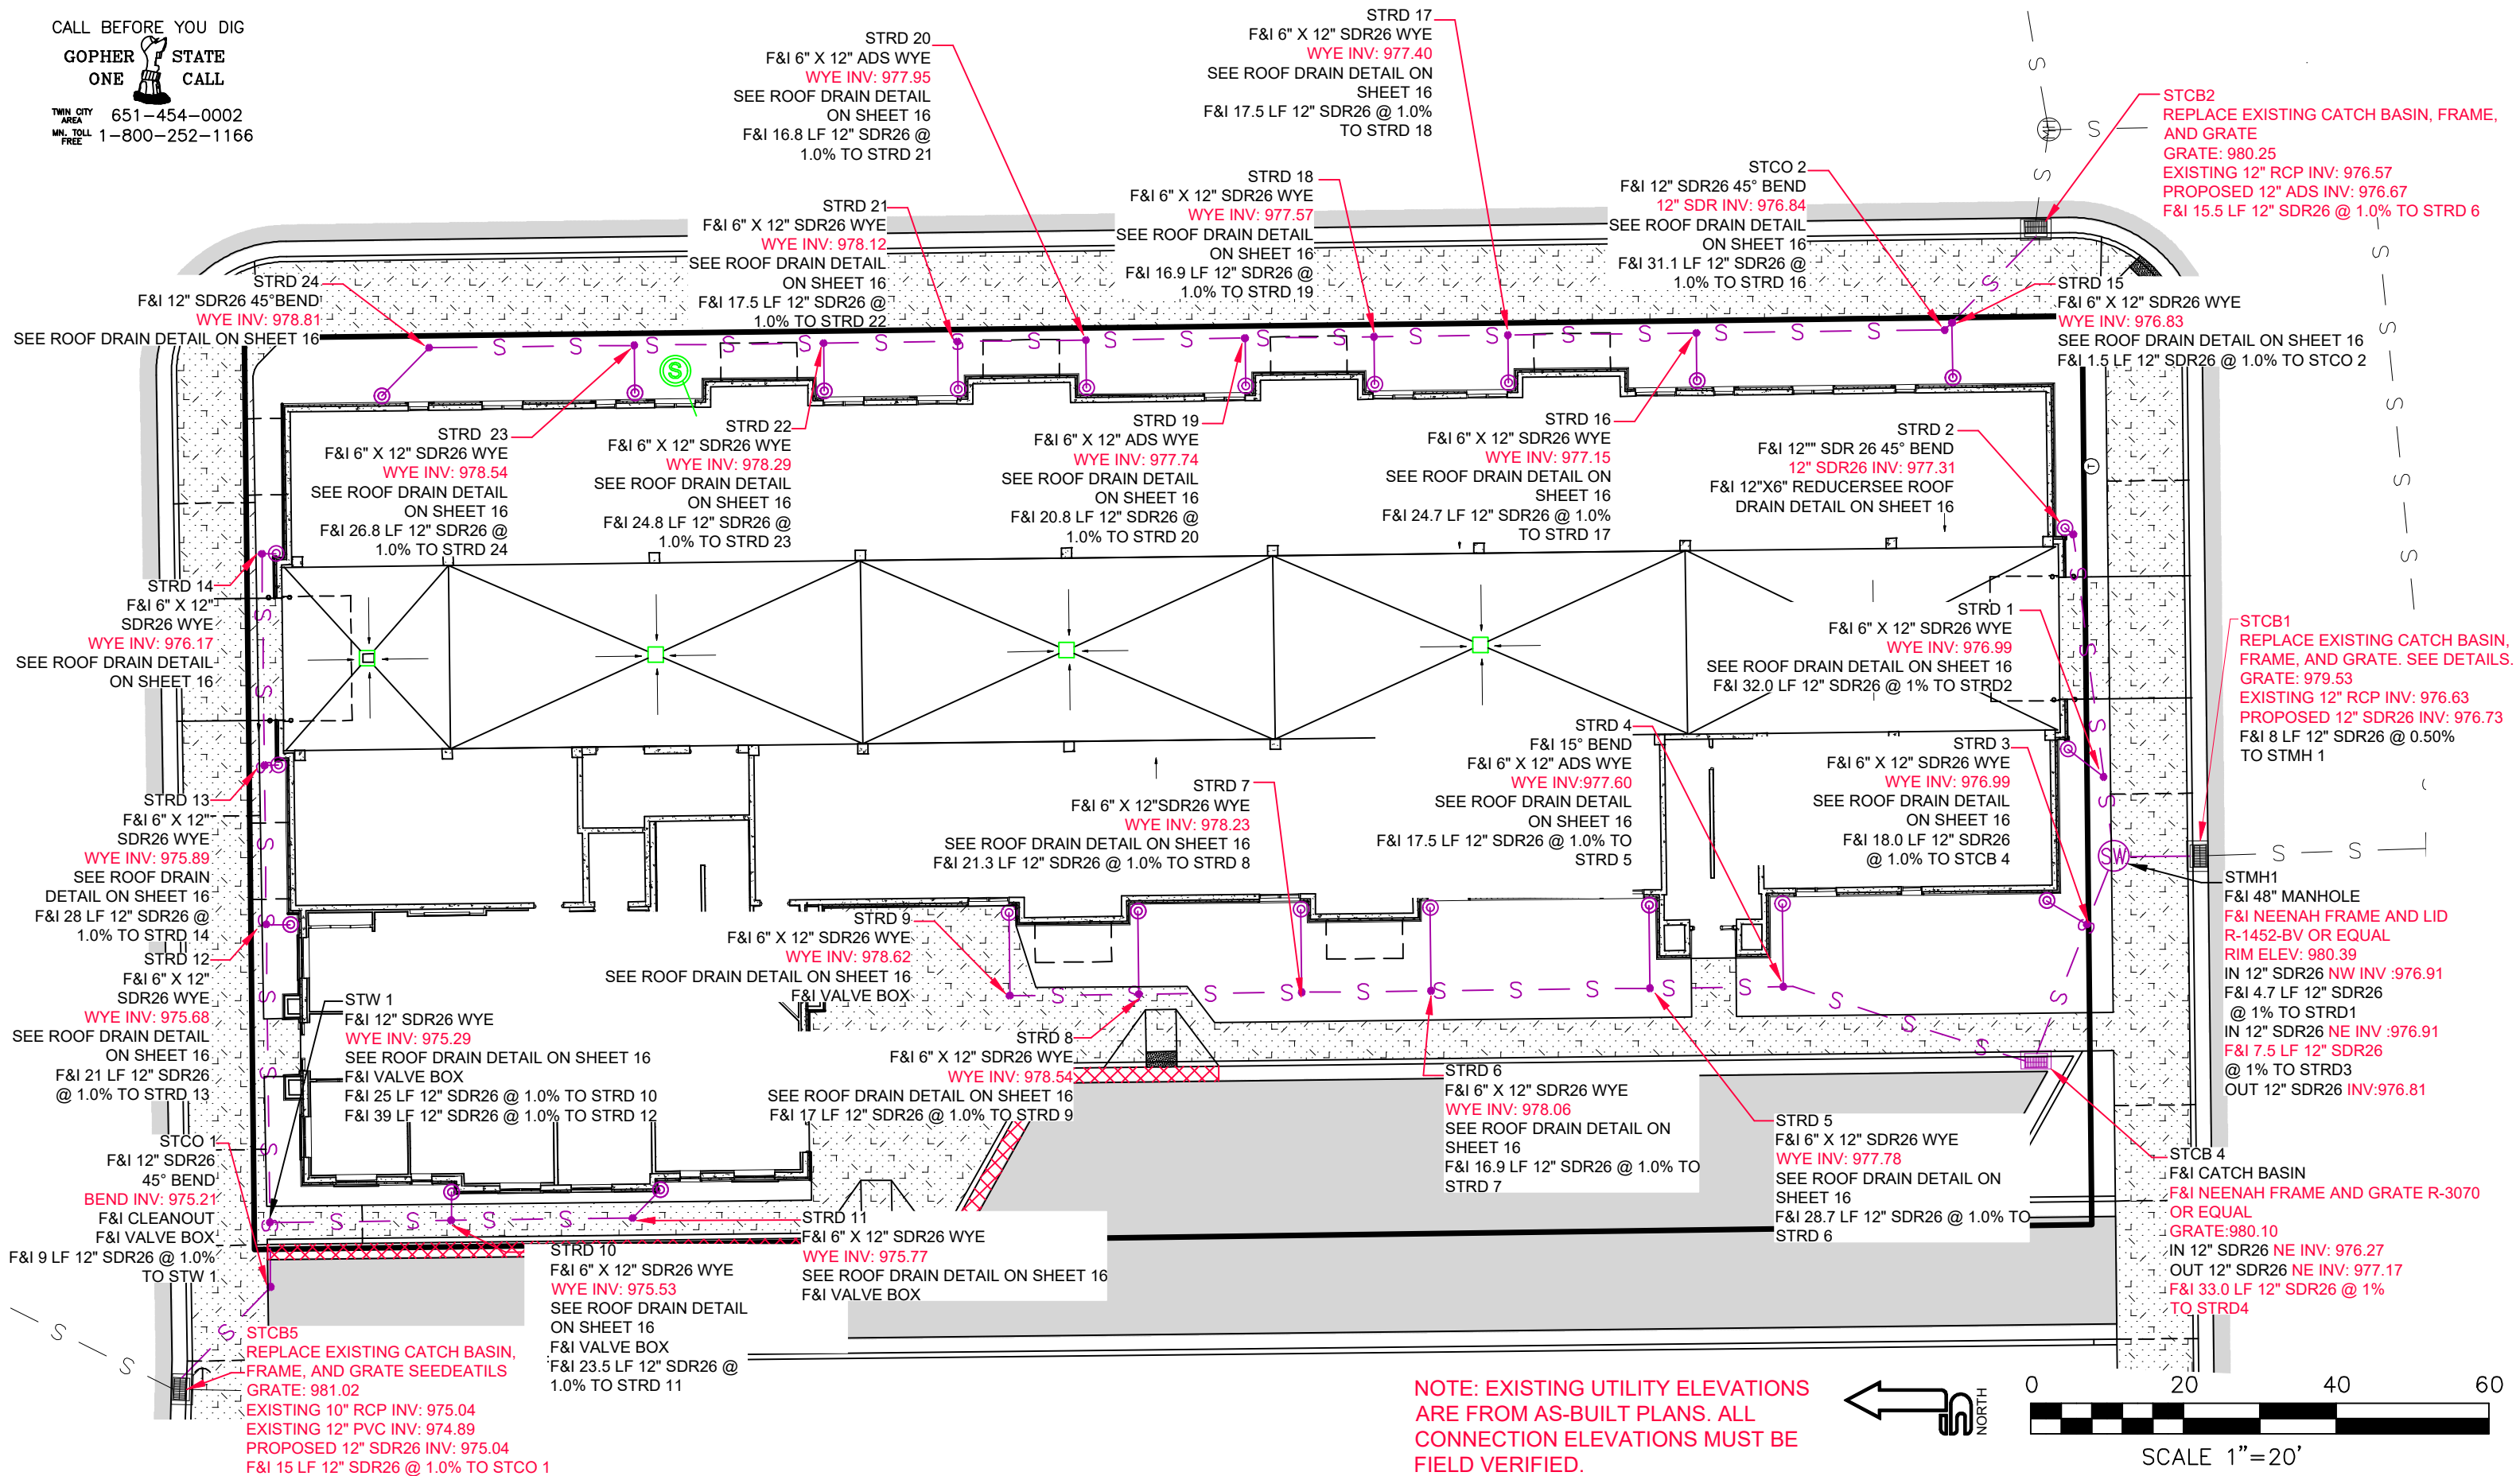 CALL BEFORE YOU DIG
GOPHER STATE
ONE CALL
TWIN CITY AREA 651-454-0002
MN. TOLL FREE 1-800-252-1166
STRD 20
F&I 6" X 12" ADS WYE
WYE INV: 977.95
SEE ROOF DRAIN DETAIL
ON SHEET 16
F&I 16.8 LF 12" SDR26 @
1.0% TO STRD 21
STRD 17
F&I 6" X 12" SDR26 WYE
WYE INV: 977.40
SEE ROOF DRAIN DETAIL ON
SHEET 16
F&I 17.5 LF 12" SDR26 @ 1.0%
TO STRD 18
STCB2
REPLACE EXISTING CATCH BASIN, FRAME,
AND GRATE
GRATE: 980.25
EXISTING 12" RCP INV: 976.57
PROPOSED 12" ADS INV: 976.67
F&I 15.5 LF 12" SDR26 @ 1.0% TO STRD 6
STRD 21
F&I 6" X 12" SDR26 WYE
WYE INV: 978.12
SEE ROOF DRAIN DETAIL
ON SHEET 16
F&I 17.5 LF 12" SDR26 @
1.0% TO STRD 22
STRD 18
F&I 6" X 12" SDR26 WYE
WYE INV: 977.57
SEE ROOF DRAIN DETAIL
ON SHEET 16
F&I 16.9 LF 12" SDR26 @
1.0% TO STRD 19
STCO 2
F&I 12" SDR26 45° BEND
12" SDR INV: 976.84
SEE ROOF DRAIN DETAIL
ON SHEET 16
F&I 31.1 LF 12" SDR26 @
1.0% TO STRD 16
STRD 24
F&I 12" SDR26 45°BEND
WYE INV: 978.81
SEE ROOF DRAIN DETAIL ON SHEET 16
STRD 15
F&I 6" X 12" SDR26 WYE
WYE INV: 976.83
SEE ROOF DRAIN DETAIL ON SHEET 16
F&I 1.5 LF 12" SDR26 @ 1.0% TO STCO 2
STRD 23
F&I 6" X 12" SDR26 WYE
WYE INV: 978.54
SEE ROOF DRAIN DETAIL
ON SHEET 16
F&I 26.8 LF 12" SDR26 @
1.0% TO STRD 24
STRD 22
F&I 6" X 12" SDR26 WYE
WYE INV: 978.29
SEE ROOF DRAIN DETAIL
ON SHEET 16
F&I 24.8 LF 12" SDR26 @
1.0% TO STRD 23
STRD 19
F&I 6" X 12" ADS WYE
WYE INV: 977.74
SEE ROOF DRAIN DETAIL
ON SHEET 16
F&I 20.8 LF 12" SDR26 @
1.0% TO STRD 20
STRD 16
F&I 6" X 12" SDR26 WYE
WYE INV: 977.15
SEE ROOF DRAIN DETAIL ON
SHEET 16
F&I 24.7 LF 12" SDR26 @ 1.0%
TO STRD 17
STRD 2
F&I 12"" SDR 26 45° BEND
12" SDR26 INV: 977.31
F&I 12"X6" REDUCERSEE ROOF
DRAIN DETAIL ON SHEET 16
STRD 14
F&I 6" X 12"
SDR26 WYE
WYE INV: 976.17
SEE ROOF DRAIN DETAIL
ON SHEET 16
STRD 1
F&I 6" X 12" SDR26 WYE
WYE INV: 976.99
SEE ROOF DRAIN DETAIL ON SHEET 16
F&I 32.0 LF 12" SDR26 @ 1% TO STRD2
STCB1
REPLACE EXISTING CATCH BASIN,
FRAME, AND GRATE. SEE DETAILS.
GRATE: 979.53
EXISTING 12" RCP INV: 976.63
PROPOSED 12" SDR26 INV: 976.73
F&I 8 LF 12" SDR26 @ 0.50%
TO STMH 1
STRD 4
F&I 15° BEND
F&I 6" X 12" ADS WYE
WYE INV:977.60
SEE ROOF DRAIN DETAIL
ON SHEET 16
F&I 17.5 LF 12" SDR26 @ 1.0% TO
STRD 5
STRD 3
F&I 6" X 12" SDR26 WYE
WYE INV: 976.99
SEE ROOF DRAIN DETAIL
ON SHEET 16
F&I 18.0 LF 12" SDR26
@ 1.0% TO STCB 4
STRD 7
F&I 6" X 12"SDR26 WYE
WYE INV: 978.23
SEE ROOF DRAIN DETAIL ON SHEET 16
F&I 21.3 LF 12" SDR26 @ 1.0% TO STRD 8
STRD 13
F&I 6" X 12"
SDR26 WYE
WYE INV: 975.89
SEE ROOF DRAIN
DETAIL ON SHEET 16
F&I 28 LF 12" SDR26 @
1.0% TO STRD 14
STMH1
F&I 48" MANHOLE
F&I NEENAH FRAME AND LID
R-1452-BV OR EQUAL
RIM ELEV: 980.39
IN 12" SDR26 NW INV :976.91
F&I 4.7 LF 12" SDR26
@ 1% TO STRD1
IN 12" SDR26 NE INV :976.91
F&I 7.5 LF 12" SDR26
@ 1% TO STRD3
OUT 12" SDR26 INV:976.81
STRD 9
F&I 6" X 12" SDR26 WYE
WYE INV: 978.62
SEE ROOF DRAIN DETAIL ON SHEET 16
F&I VALVE BOX
STRD 12
F&I 6" X 12"
SDR26 WYE
WYE INV: 975.68
SEE ROOF DRAIN DETAIL
ON SHEET 16
F&I 21 LF 12" SDR26
@ 1.0% TO STRD 13
STW 1
F&I 12" SDR26 WYE
WYE INV: 975.29
SEE ROOF DRAIN DETAIL ON SHEET 16
F&I VALVE BOX
F&I 25 LF 12" SDR26 @ 1.0% TO STRD 10
F&I 39 LF 12" SDR26 @ 1.0% TO STRD 12
STRD 8
F&I 6" X 12" SDR26 WYE
WYE INV: 978.54
SEE ROOF DRAIN DETAIL ON SHEET 16
F&I 17 LF 12" SDR26 @ 1.0% TO STRD 9
STRD 6
F&I 6" X 12" SDR26 WYE
WYE INV: 978.06
SEE ROOF DRAIN DETAIL ON
SHEET 16
F&I 16.9 LF 12" SDR26 @ 1.0% TO
STRD 7
STRD 5
F&I 6" X 12" SDR26 WYE
WYE INV: 977.78
SEE ROOF DRAIN DETAIL ON
SHEET 16
F&I 28.7 LF 12" SDR26 @ 1.0% TO
STRD 6
STCO 1
F&I 12" SDR26
45° BEND
BEND INV: 975.21
F&I CLEANOUT
F&I VALVE BOX
F&I 9 LF 12" SDR26 @ 1.0%
TO STW 1
STCB 4
F&I CATCH BASIN
F&I NEENAH FRAME AND GRATE R-3070
OR EQUAL
GRATE:980.10
IN 12" SDR26 NE INV: 976.27
OUT 12" SDR26 NE INV: 977.17
F&I 33.0 LF 12" SDR26 @ 1%
TO STRD4
STRD 11
F&I 6" X 12" SDR26 WYE
WYE INV: 975.77
SEE ROOF DRAIN DETAIL ON SHEET 16
F&I VALVE BOX
STRD 10
F&I 6" X 12" SDR26 WYE
WYE INV: 975.53
SEE ROOF DRAIN DETAIL
ON SHEET 16
F&I VALVE BOX
F&I 23.5 LF 12" SDR26 @
1.0% TO STRD 11
STCB5
REPLACE EXISTING CATCH BASIN,
FRAME, AND GRATE SEEDEATILS
GRATE: 981.02
EXISTING 10" RCP INV: 975.04
EXISTING 12" PVC INV: 974.89
PROPOSED 12" SDR26 INV: 975.04
F&I 15 LF 12" SDR26 @ 1.0% TO STCO 1
NOTE: EXISTING UTILITY ELEVATIONS
ARE FROM AS-BUILT PLANS. ALL
CONNECTION ELEVATIONS MUST BE
FIELD VERIFIED.
NORTH
0 20 40 60
SCALE 1"=20'
SW
S
T